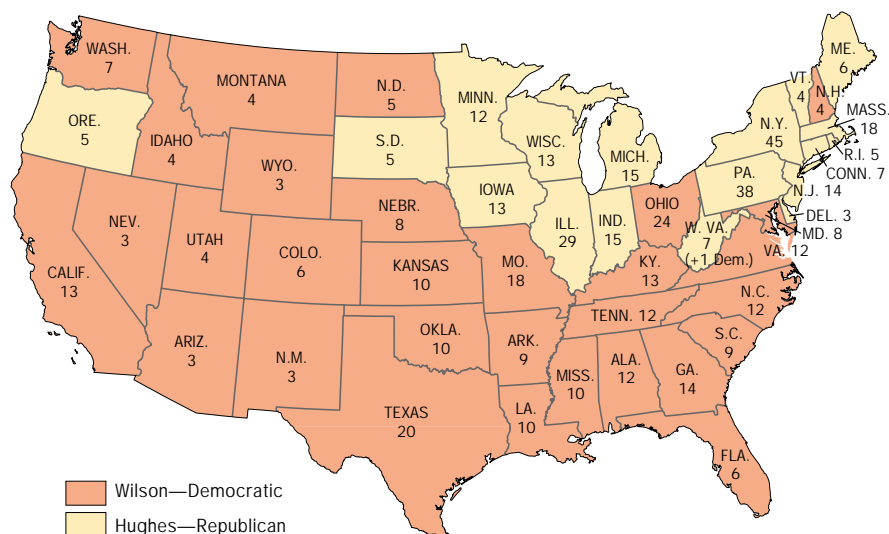 WASH.
7
MONTANA
4
N.D.
5
MINN.
12
ORE.
5
IDAHO
4
S.D.
5
WISC.
13
MICH.
15
WYO.
3
IOWA
13
NEBR.
8
NEV.
3
UTAH
4
COLO.
6
CALIF.
13
KANSAS
10
MO.
18
ILL.
29
IND.
15
OHIO
24
W. VA.
7
(+1 Dem.)
KY.
13
PA.
38
N.Y.
45
VT.
4
N.H.
4
ME.
6
MASS.
18
R.I. 5
CONN. 7
N.J. 14
DEL. 3
MD. 8
VA. 12
N.C.
12
TENN. 12
S.C.
9
ARIZ.
3
N.M.
3
OKLA.
10
ARK.
9
MISS.
10
ALA.
12
GA.
14
TEXAS
20
LA.
10
FLA.
6
Wilson—Democratic
Hughes—Republican